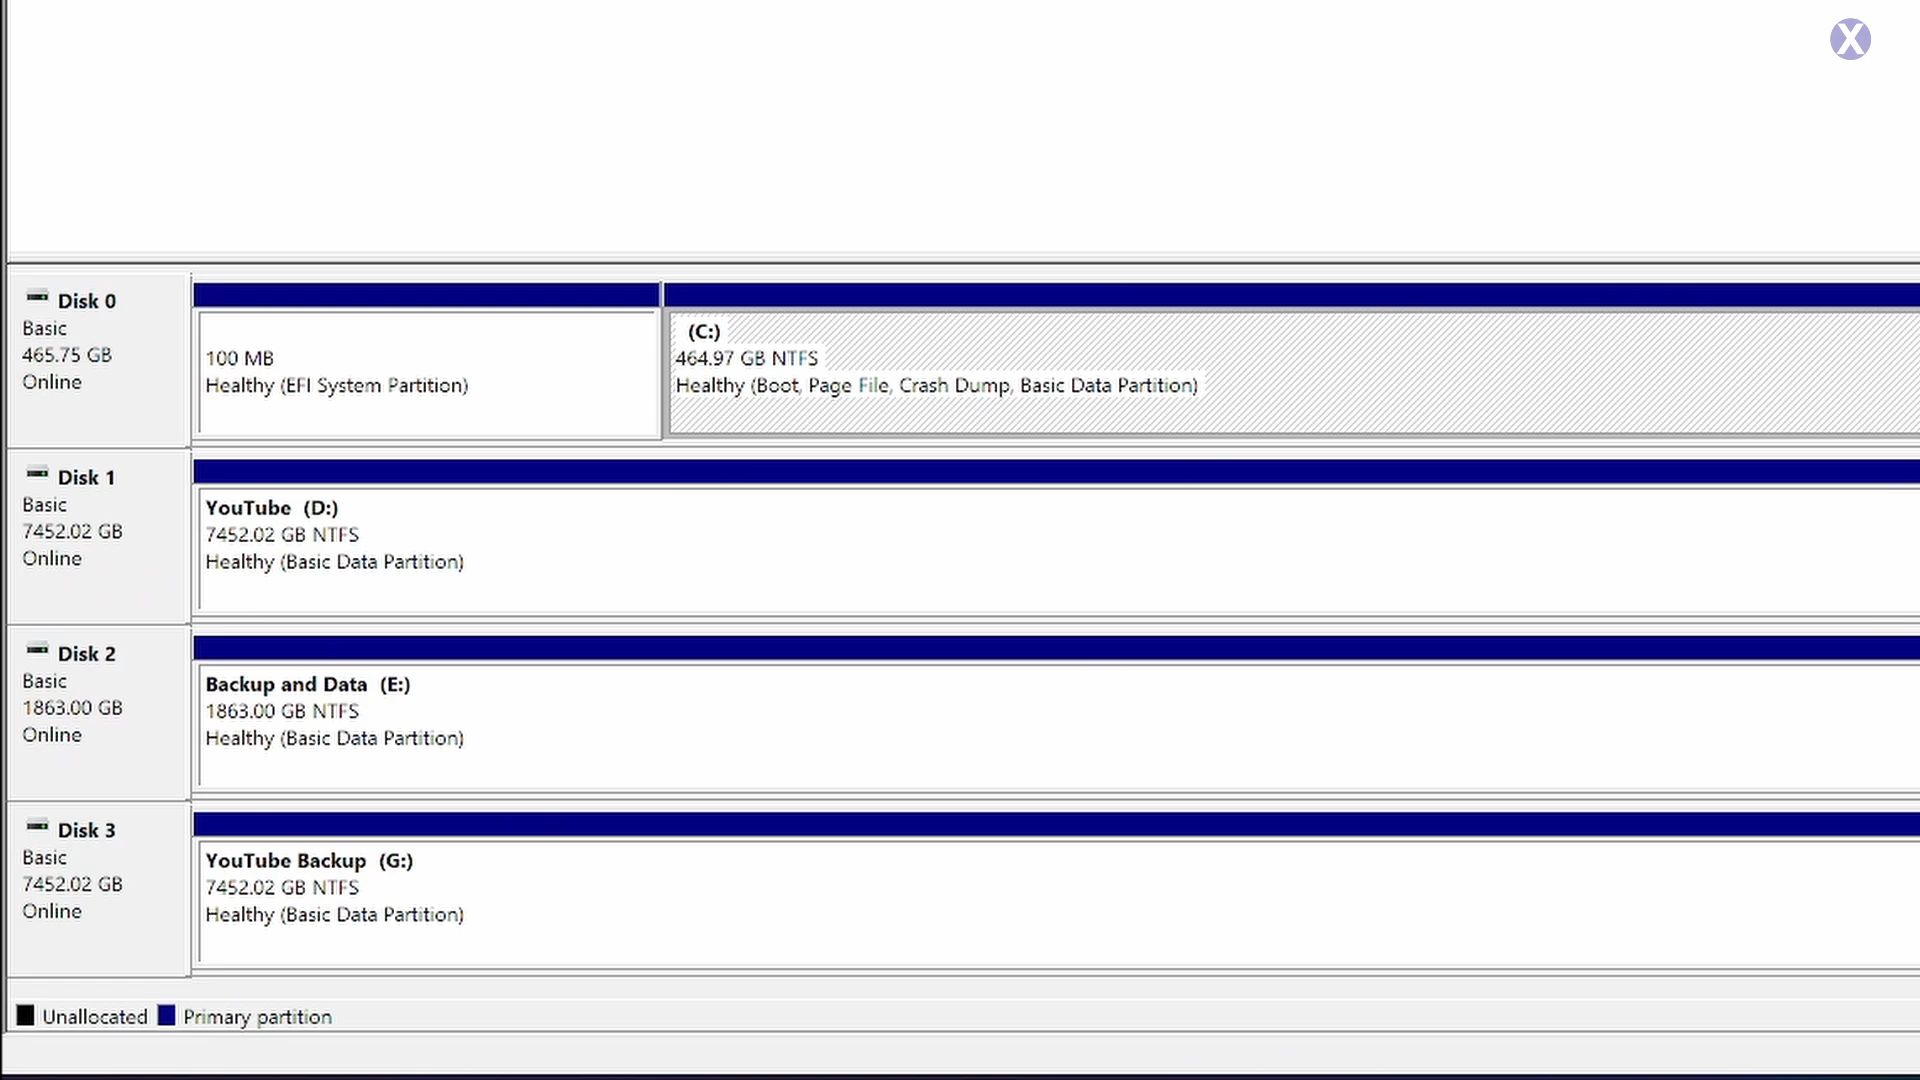 X
Disk 0
Basic
465.75 GB
Online
100 MB
Healthy (EFI System Partition)
(C:)
464.97 GB NTFS
Healthy (Boot, Page File, Crash Dump, Basic Data Partition)
Disk 1
Basic
7452.02 GB
Online
YouTube (D:)
7452.02 GB NTFS
Healthy (Basic Data Partition)
Disk 2
Basic
1863.00 GB
Online
Backup and Data (E:)
1863.00 GB NTFS
Healthy (Basic Data Partition)
Disk 3
Basic
7452.02 GB
Online
YouTube Backup (G:)
7452.02 GB NTFS
Healthy (Basic Data Partition)
Unallocated Primary partition